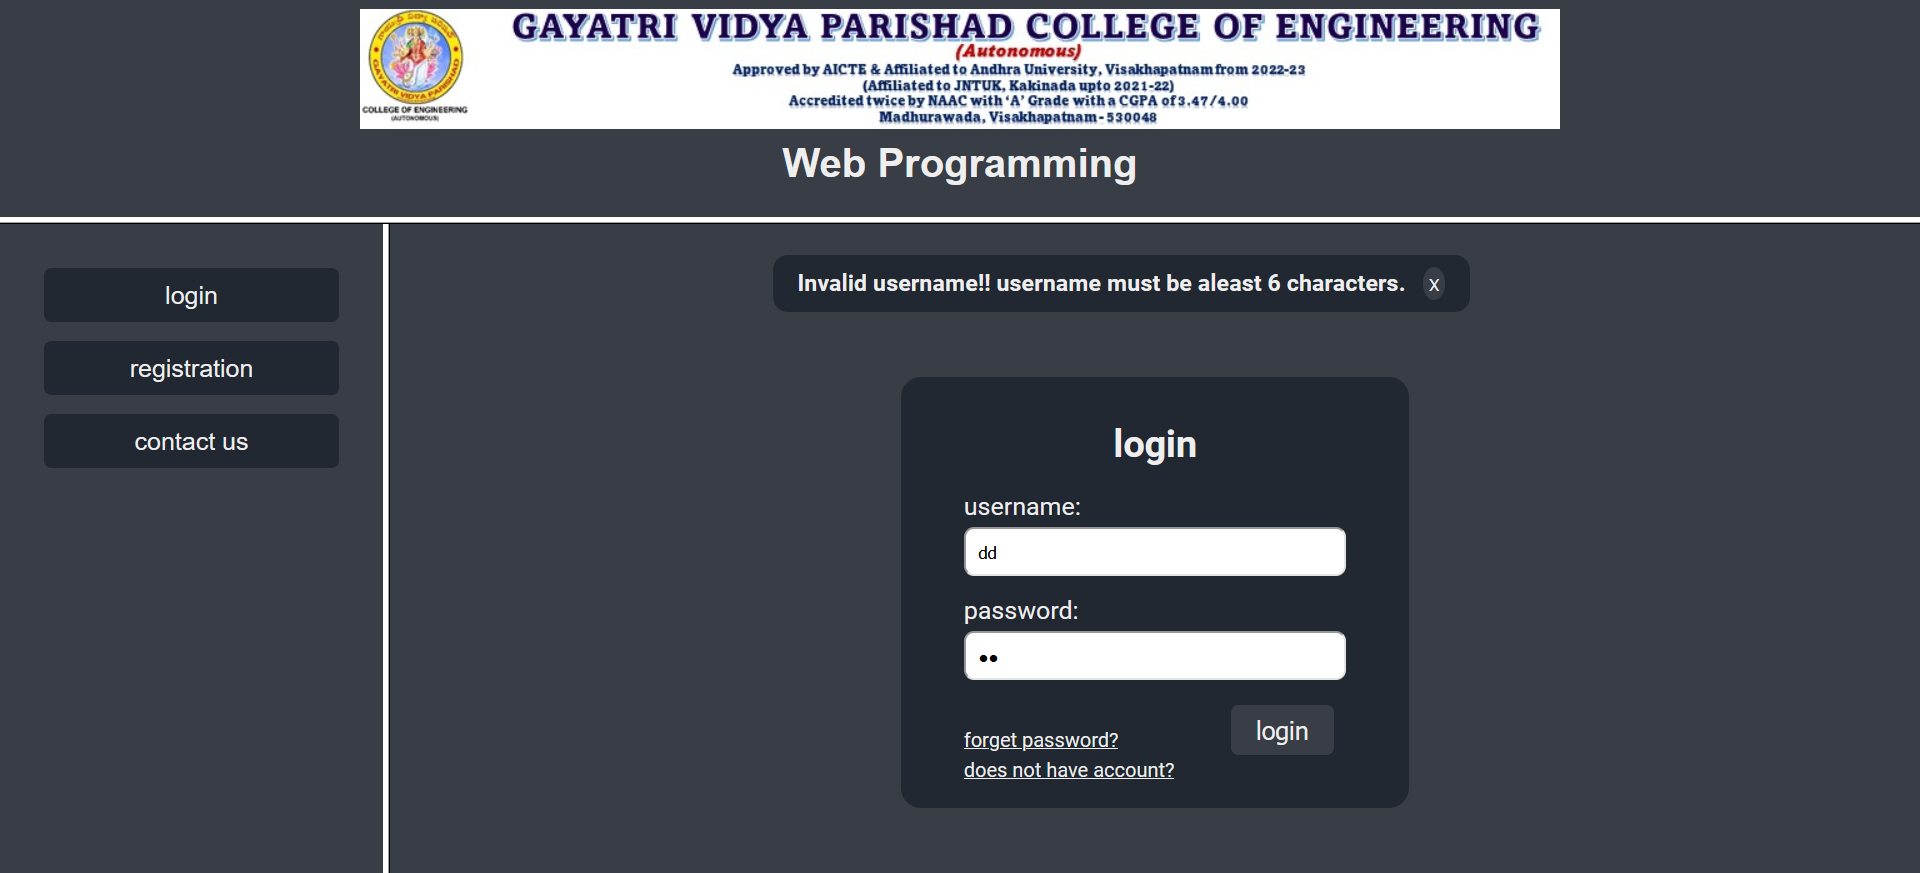 GAYATRI VIDYA PARISHAD COLLEGE OF ENGINEERING
(Autonomous)
Approved by AICTE & Affiliated to Andhra University, Visakhapatnam from 2022-23
(Affiliated to JNTUK, Kakinada upto 2021-22)
Accredited twice by NAAC with 'A' Grade with a CGPA of 3.47/4.00
Madhurawada, Visakhapatnam - 530048
GAYATRI VIDYA PARISHAD
COLLEGE OF ENGINEERING
(AUTONOMOUS)
Web Programming
login
registration
contact us
Invalid username!! username must be aleast 6 characters. x
login
username:
dd
password:
••
forget password?
login
does not have account?